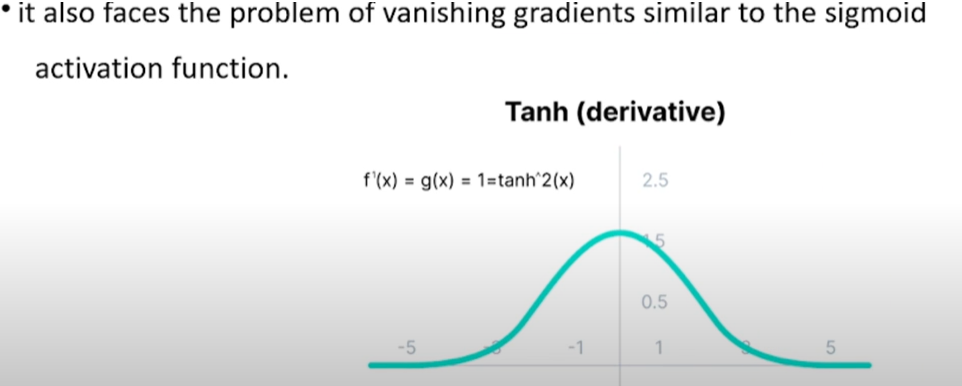 • it also faces the problem of vanishing gradients similar to the sigmoid
activation function.
Tanh (derivative)
f'(x) = g(x) = 1=tanh^2(x)
2.5
0.5
-5
-1
1
5